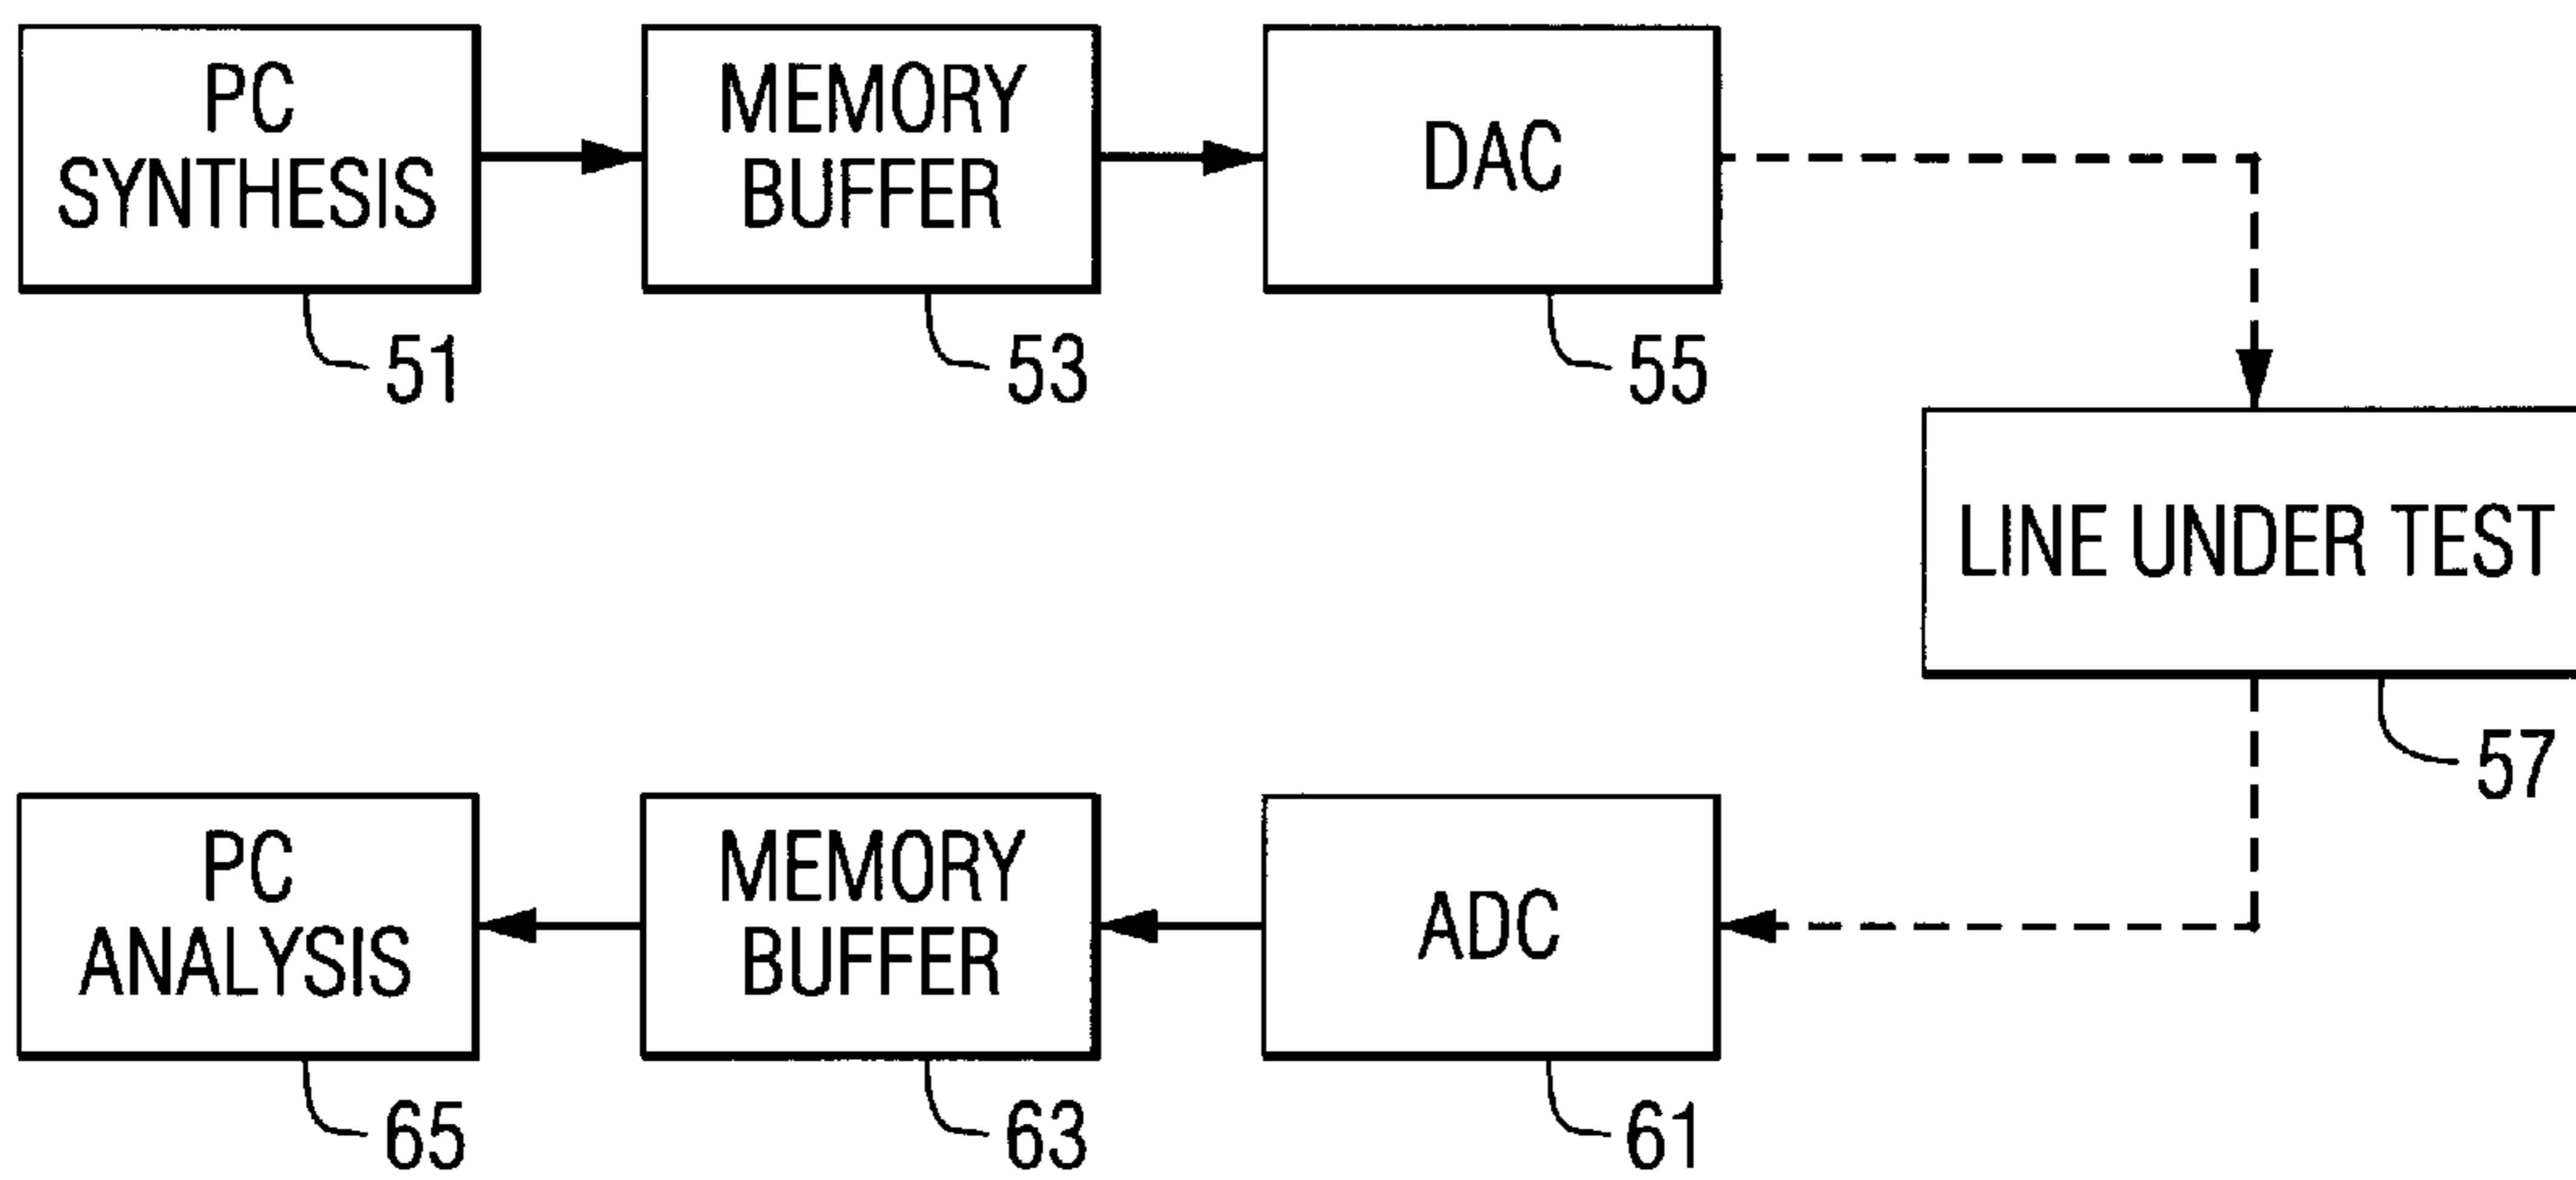 PC
SYNTHESIS
MEMORY
BUFFER
DAC
51
53
55
LINE UNDER TEST
57
PC
ANALYSIS
MEMORY
BUFFER
ADC
65
63
61